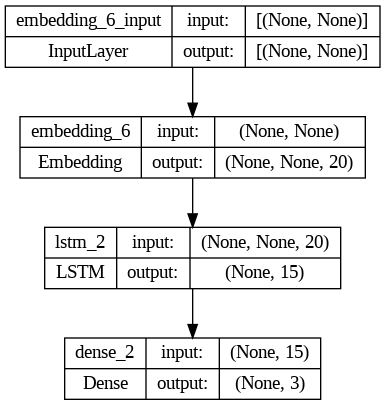 embedding_6_input input: [(None, None)]
InputLayer output: [(None, None)]
embedding_6 input: (None, None)
Embedding output: (None, None, 20)
lstm_2 input: (None, None, 20)
LSTM output: (None, 15)
dense_2 input: (None, 15)
Dense output: (None, 3)